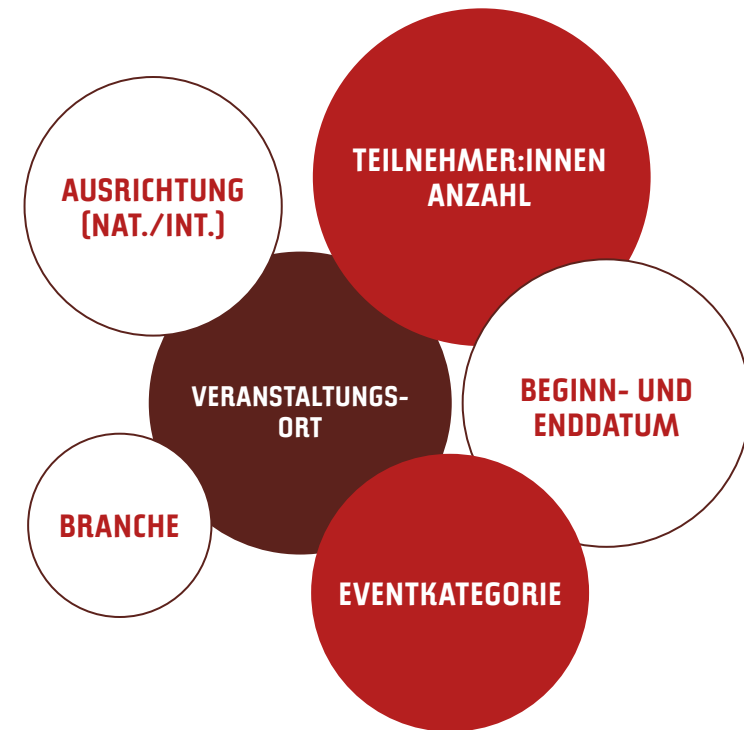 TEILNEHMER:INNEN
ANZAHL
AUSRICHTUNG
(NAT./INT.)
VERANSTALTUNGS-
ORT
BEGINN- UND
ENDDATUM
BRANCHE
EVENTKATEGORIE